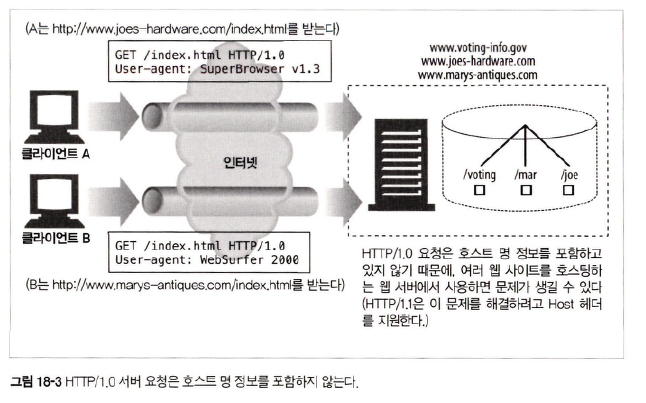 (A는 http://www.joes-hardware.com/index.html를 받는다)
GET /index.html HTTP/1.0
User-agent: SuperBrowser v1.3
www.voting-info.gov
www.joes-hardware.com
www.marys-antiques.com
클라이언트 A
인터넷
/voting
/mar
/joe
클라이언트 B
GET /index.html HTTP/1.0
User-agent: WebSurfer 2000
(B는 http://www.marys-antiques.com/index.html를 받는다)
HTTP/1.0 요청은 호스트 명 정보를 포함하고
있지 않기 때문에, 여러 웹 사이트를 호스팅하
는 웹 서버에서 사용하면 문제가 생길 수 있다
(HTTP/1.1은 이 문제를 해결하려고 Host 헤더
를 지원한다.)
그림 18-3 HTTP/1.0 서버 요청은 호스트 명 정보를 포함하지 않는다.